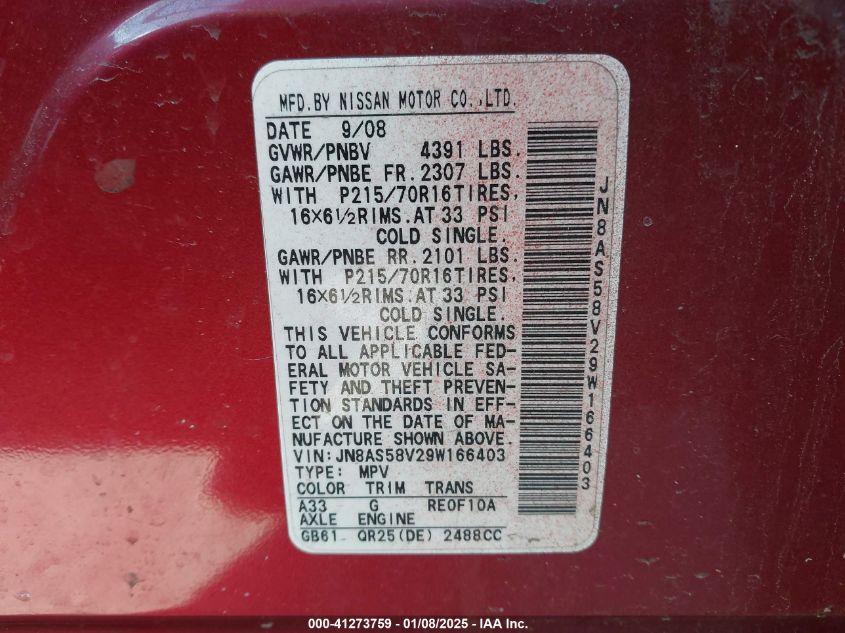 MFD.BY NISSAN MOTOR CO.,LTD.
DATE 9/08
GVWR/PNBV 4391 LBS.
GAWR/PNBE FR.2307 LBS.
WITH P215/70R16TIRES,
16X6½RIMS.AT 33 PSI
COLD SINGLE.
GAWR/PNBE RR.2101 LBS.
WITH P215/70R16TIRES,
16X6½RIMS.AT 33 PSI
COLD SINGLE.
THIS VEHICLE CONFORMS
TO ALL APPLICABLE FED-
ERAL MOTOR VEHICLE SA-
FETY AND THEFT PREVEN-
TION STANDARDS IN EFF-
ECT ON THE DATE OF MA-
NUFACTURE SHOWN ABOVE.
VIN:JN8AS58V29W166403
TYPE: MPV
COLOR TRIM TRANS
A33 G RE0F10A
AXLE ENGINE
GB61 QR25(DE) 2488CC
JN8AS58V29W166403
000-41273759 — 01/08/2025 — IAA Inc.